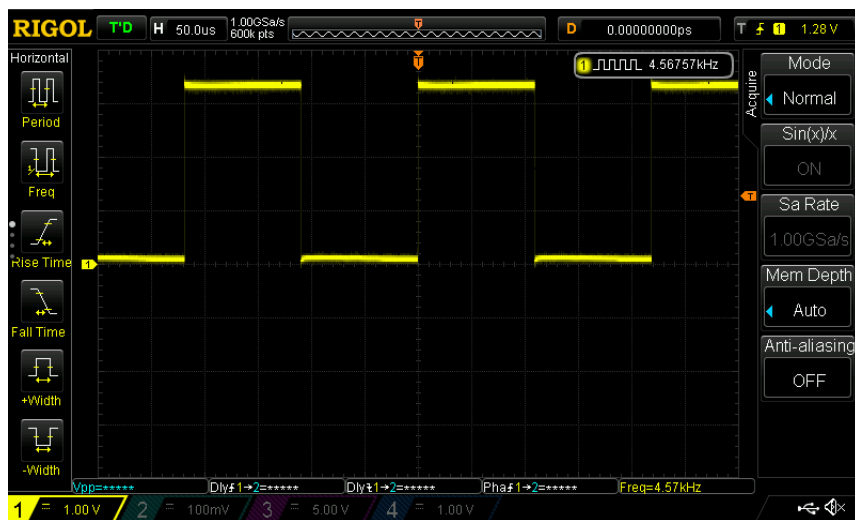 RIGOL T'D H 50.0us 1.00GSa/s 600k pts T D 0.00000000ps T 1 1.28 V
Horizontal
Period
Freq
Rise Time
Fall Time
+Width
-Width
T
1 4.56757kHz
T
1
Acquire
Mode
Normal
Sin(x)/x
ON
Sa Rate
1.00GSa/s
Mem Depth
Auto
Anti-aliasing
OFF
Vpp=***** Dly1→2=***** Dly1→2=***** Pha1→2=***** Freq=4.57kHz
1 = 1.00 V 2 = 100mV 3 = 5.00 V 4 = 1.00 V